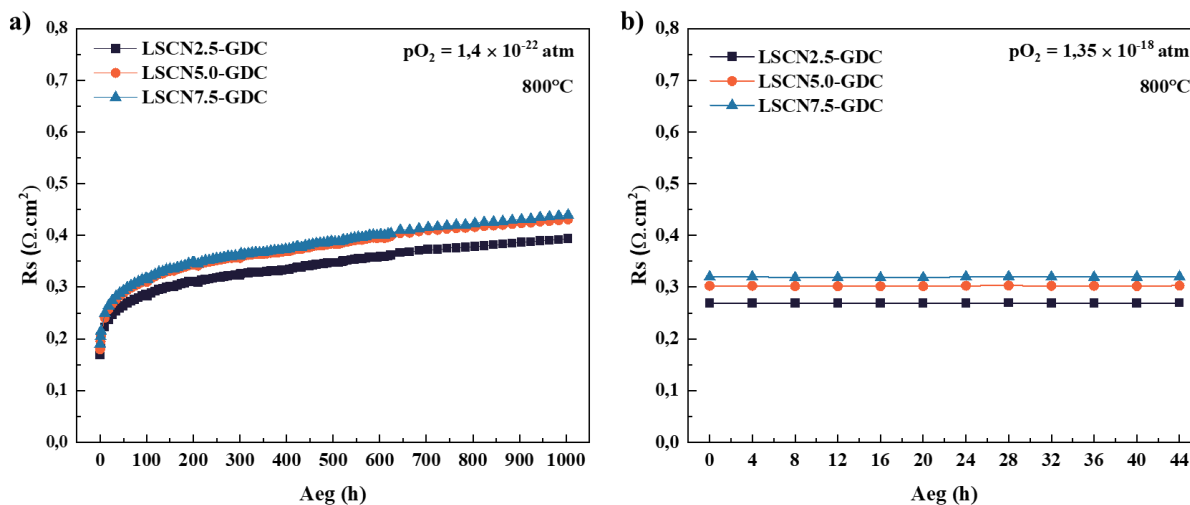 a)
LSCN2.5-GDC
LSCN5.0-GDC
LSCN7.5-GDC
pO2 = 1,4 × 10-22 atm
800°C
0,8
0,7
0,6
0,5
0,4
0,3
0,2
0,1
0,0
Rs (Ω.cm2)
0 100 200 300 400 500 600 700 800 900 1000
Aeg (h)
b)
LSCN2.5-GDC
LSCN5.0-GDC
LSCN7.5-GDC
pO2 = 1,35 × 10-18 atm
800°C
0,8
0,7
0,6
0,5
0,4
0,3
0,2
0,1
0,0
Rs (Ω.cm2)
0 4 8 12 16 20 24 28 32 36 40 44
Aeg (h)